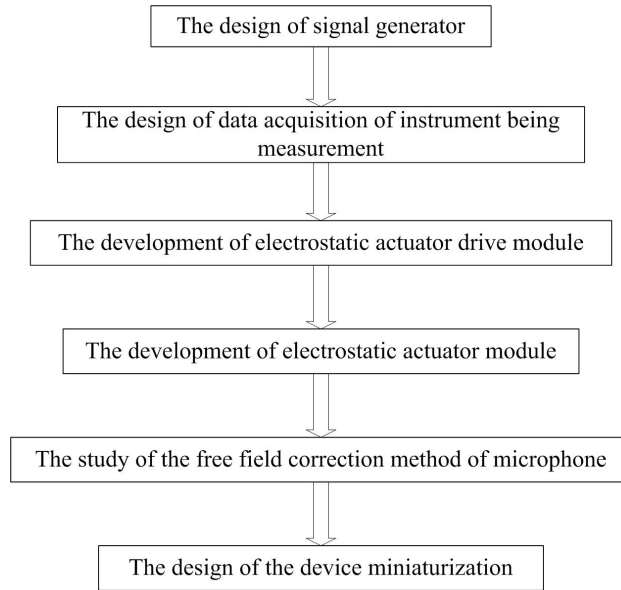 The design of signal generator
The design of data acquisition of instrument being
measurement
The development of electrostatic actuator drive module
The development of electrostatic actuator module
The study of the free field correction method of microphone
The design of the device miniaturization